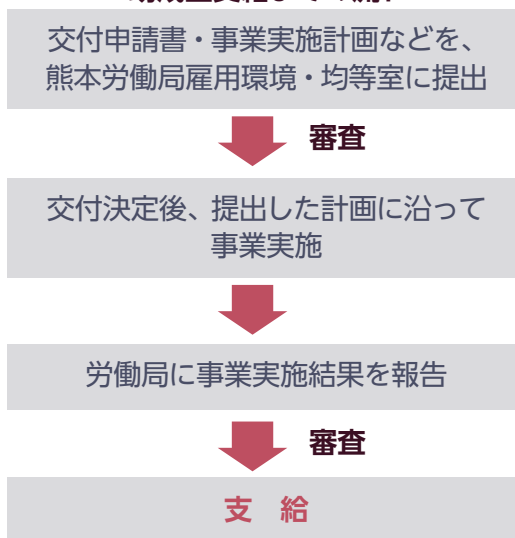 交付申請書・事業実施計画などを、
熊本労働局雇用環境・均等室に提出
審査
交付決定後、提出した計画に沿って
事業実施
労働局に事業実施結果を報告
審査
支 給